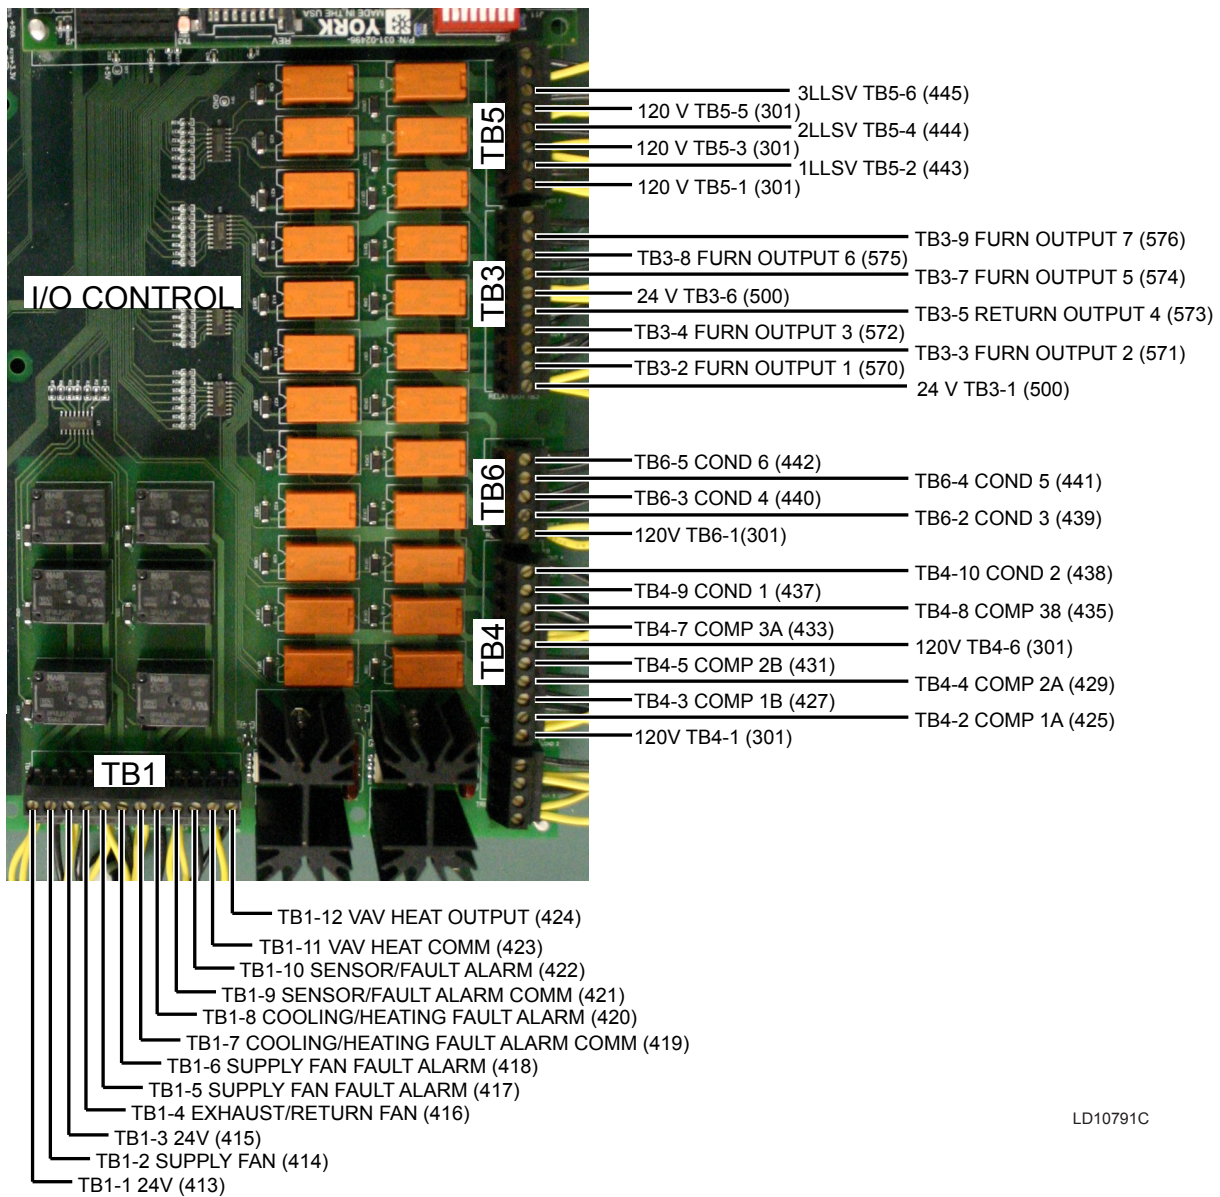 YORK
MADE IN THE USA
P/N: 031-02496-
REV
+5V
GND
TB5
3LLSV TB5-6 (445)
120 V TB5-5 (301)
2LLSV TB5-4 (444)
120 V TB5-3 (301)
1LLSV TB5-2 (443)
120 V TB5-1 (301)
I/O CONTROL
TB3
TB3-9 FURN OUTPUT 7 (576)
TB3-8 FURN OUTPUT 6 (575)
TB3-7 FURN OUTPUT 5 (574)
24 V TB3-6 (500)
TB3-5 RETURN OUTPUT 4 (573)
TB3-4 FURN OUTPUT 3 (572)
TB3-3 FURN OUTPUT 2 (571)
TB3-2 FURN OUTPUT 1 (570)
24 V TB3-1 (500)
TB6
TB6-5 COND 6 (442)
TB6-4 COND 5 (441)
TB6-3 COND 4 (440)
TB6-2 COND 3 (439)
120V TB6-1(301)
TB4
TB4-10 COND 2 (438)
TB4-9 COND 1 (437)
TB4-8 COMP 38 (435)
TB4-7 COMP 3A (433)
120V TB4-6 (301)
TB4-5 COMP 2B (431)
TB4-4 COMP 2A (429)
TB4-3 COMP 1B (427)
TB4-2 COMP 1A (425)
120V TB4-1 (301)
TB1
TB1-12 VAV HEAT OUTPUT (424)
TB1-11 VAV HEAT COMM (423)
TB1-10 SENSOR/FAULT ALARM (422)
TB1-9 SENSOR/FAULT ALARM COMM (421)
TB1-8 COOLING/HEATING FAULT ALARM (420)
TB1-7 COOLING/HEATING FAULT ALARM COMM (419)
TB1-6 SUPPLY FAN FAULT ALARM (418)
TB1-5 SUPPLY FAN FAULT ALARM (417)
TB1-4 EXHAUST/RETURN FAN (416)
TB1-3 24V (415)
TB1-2 SUPPLY FAN (414)
TB1-1 24V (413)
LD10791C